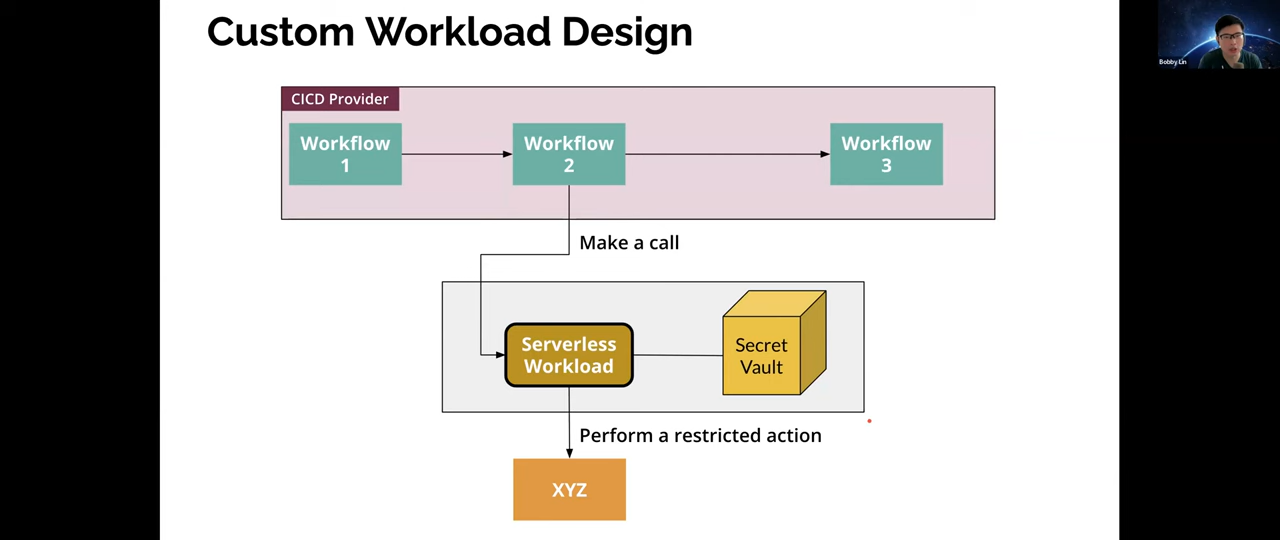 Custom Workload Design
Bobby Lin
CICD Provider
Workflow
1
Workflow
2
Workflow
3
Make a call
Serverless
Workload
Secret
Vault
Perform a restricted action
XYZ